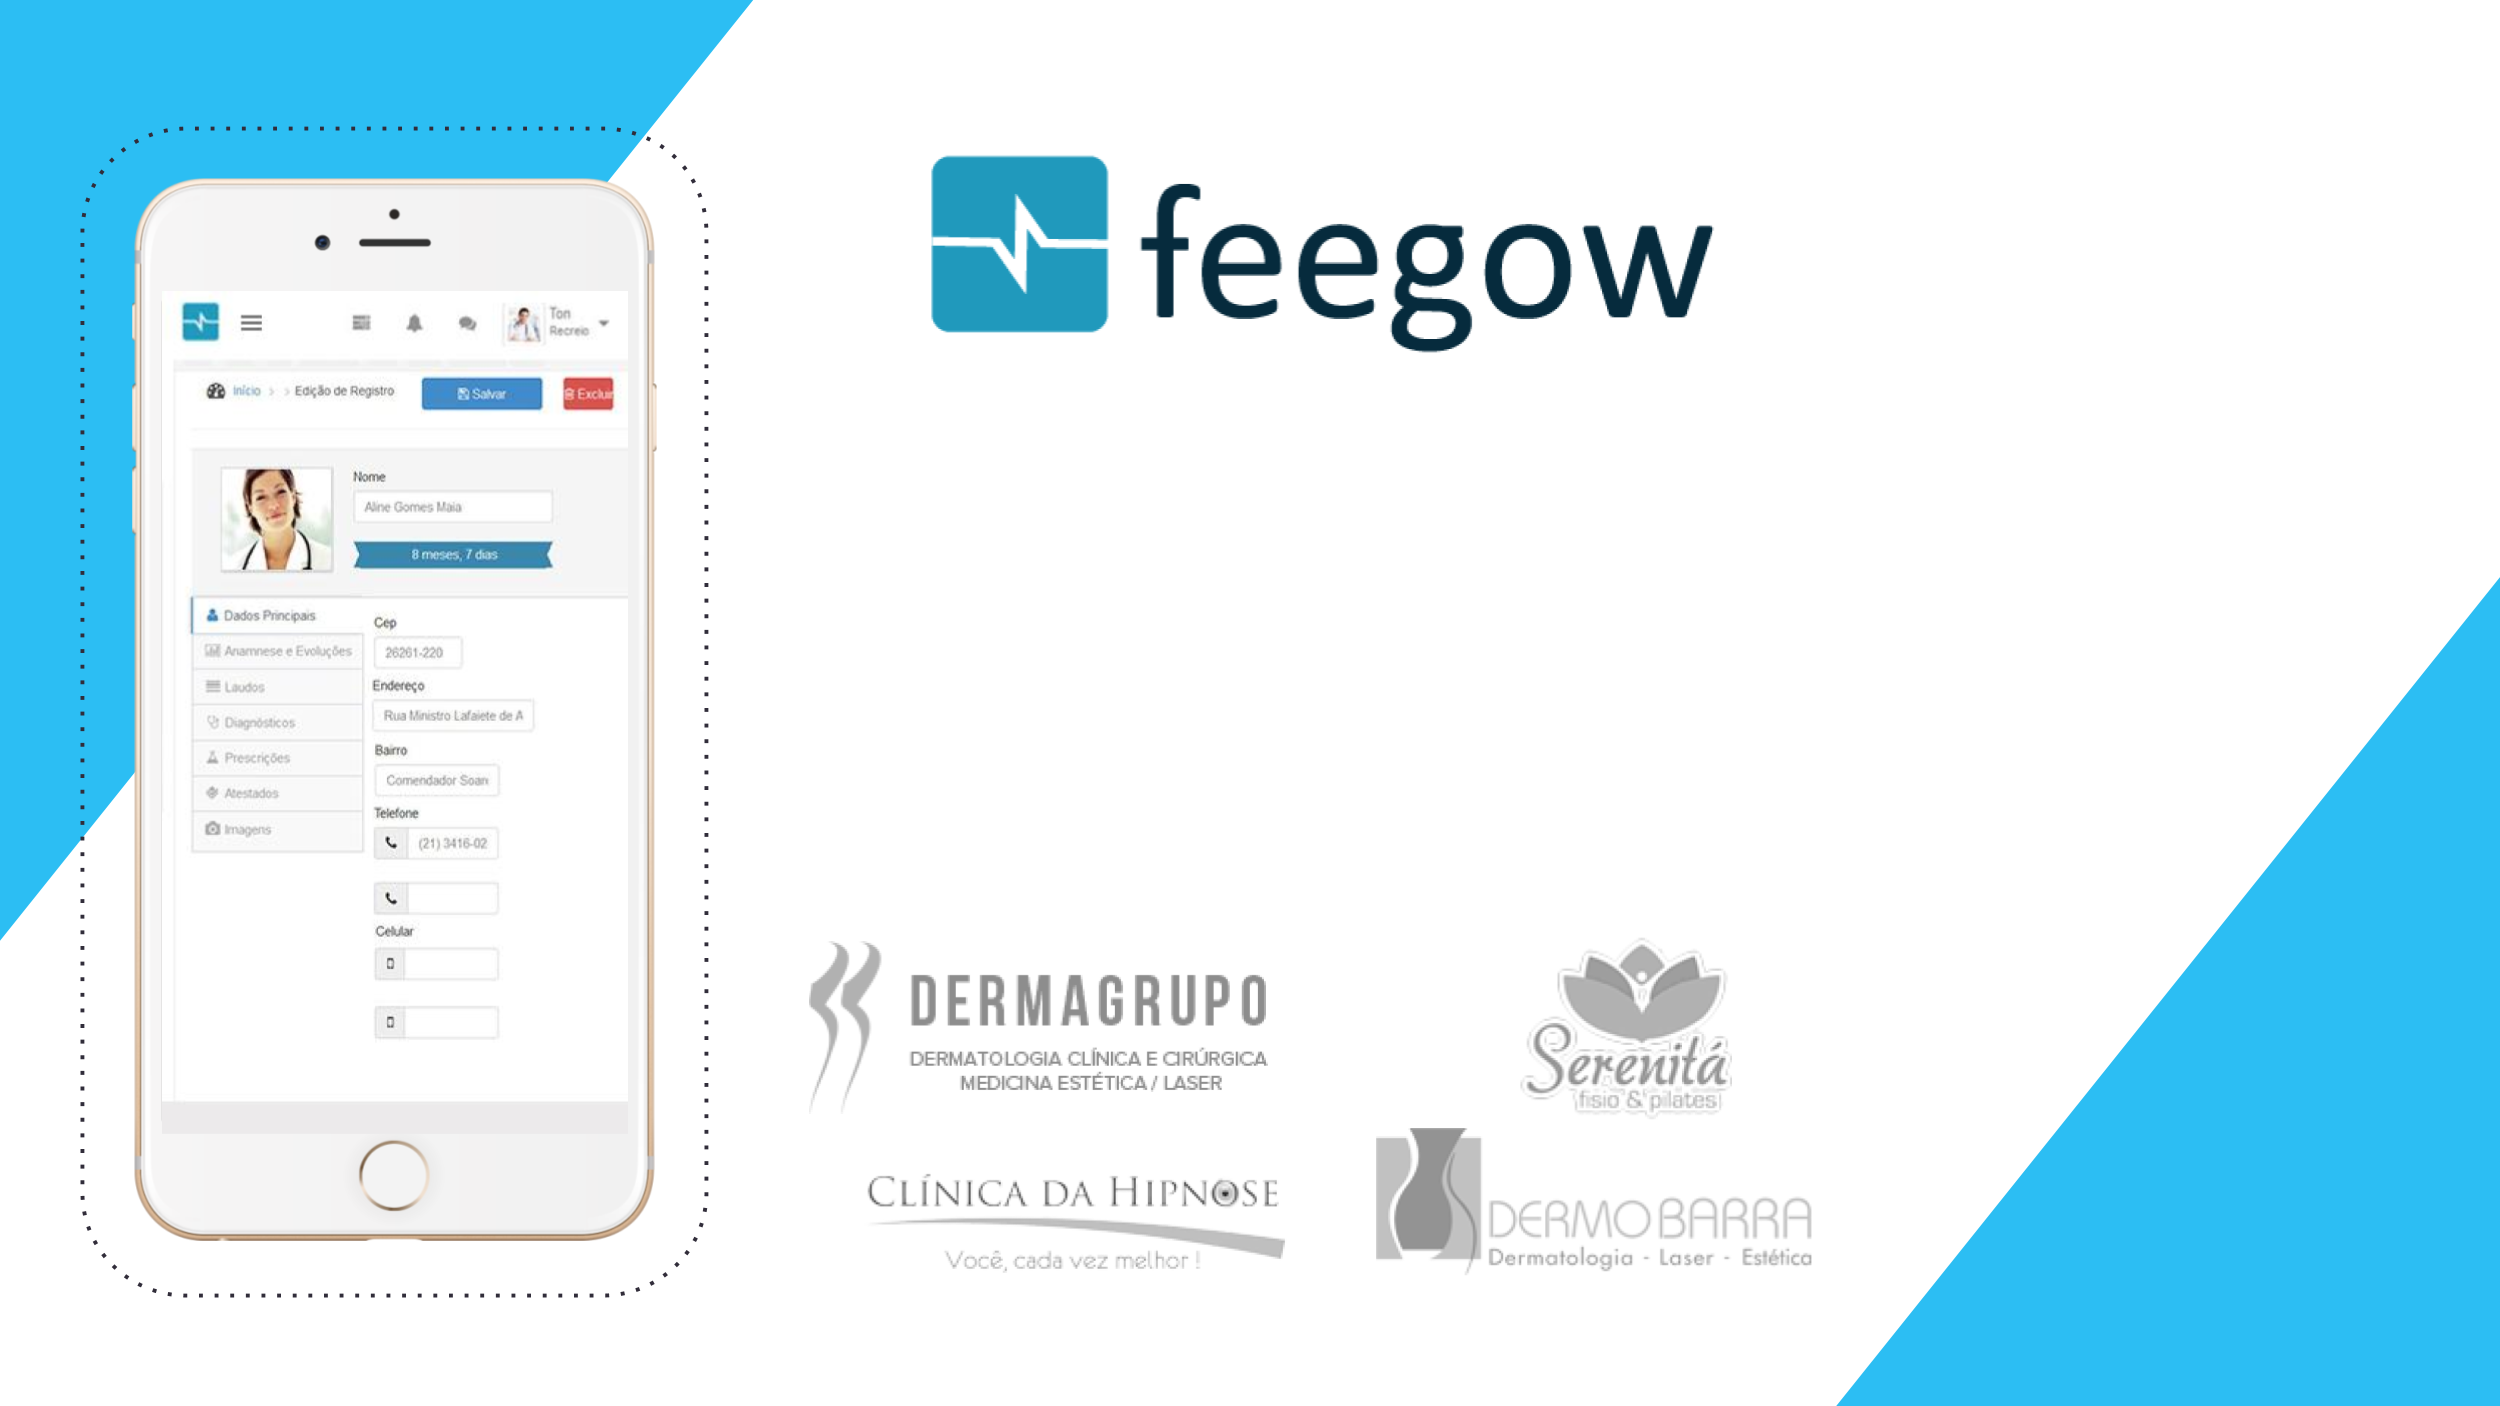 feegow
Ton
Recreio
Início > > Edição de Registro
Salvar
Excluir
Nome
Aline Gomes Maia
8 meses, 7 dias
Dados Principais
Anamnese e Evoluções
Laudos
Diagnósticos
Prescrições
Atestados
Imagens
Cep
26261-220
Endereço
Rua Ministro Lafaiete de A
Bairro
Comendador Soan
Telefone
(21) 3416-02
Celular
DERMAGRUPO
DERMATOLOGIA CLÍNICA E CIRÚRGICA
MEDICINA ESTÉTICA / LASER
Serenitá
fisio & pilates
CLÍNICA DA HIPNOSE
Você, cada vez melhor !
DERMOBARRA
Dermatologia - Laser - Estética